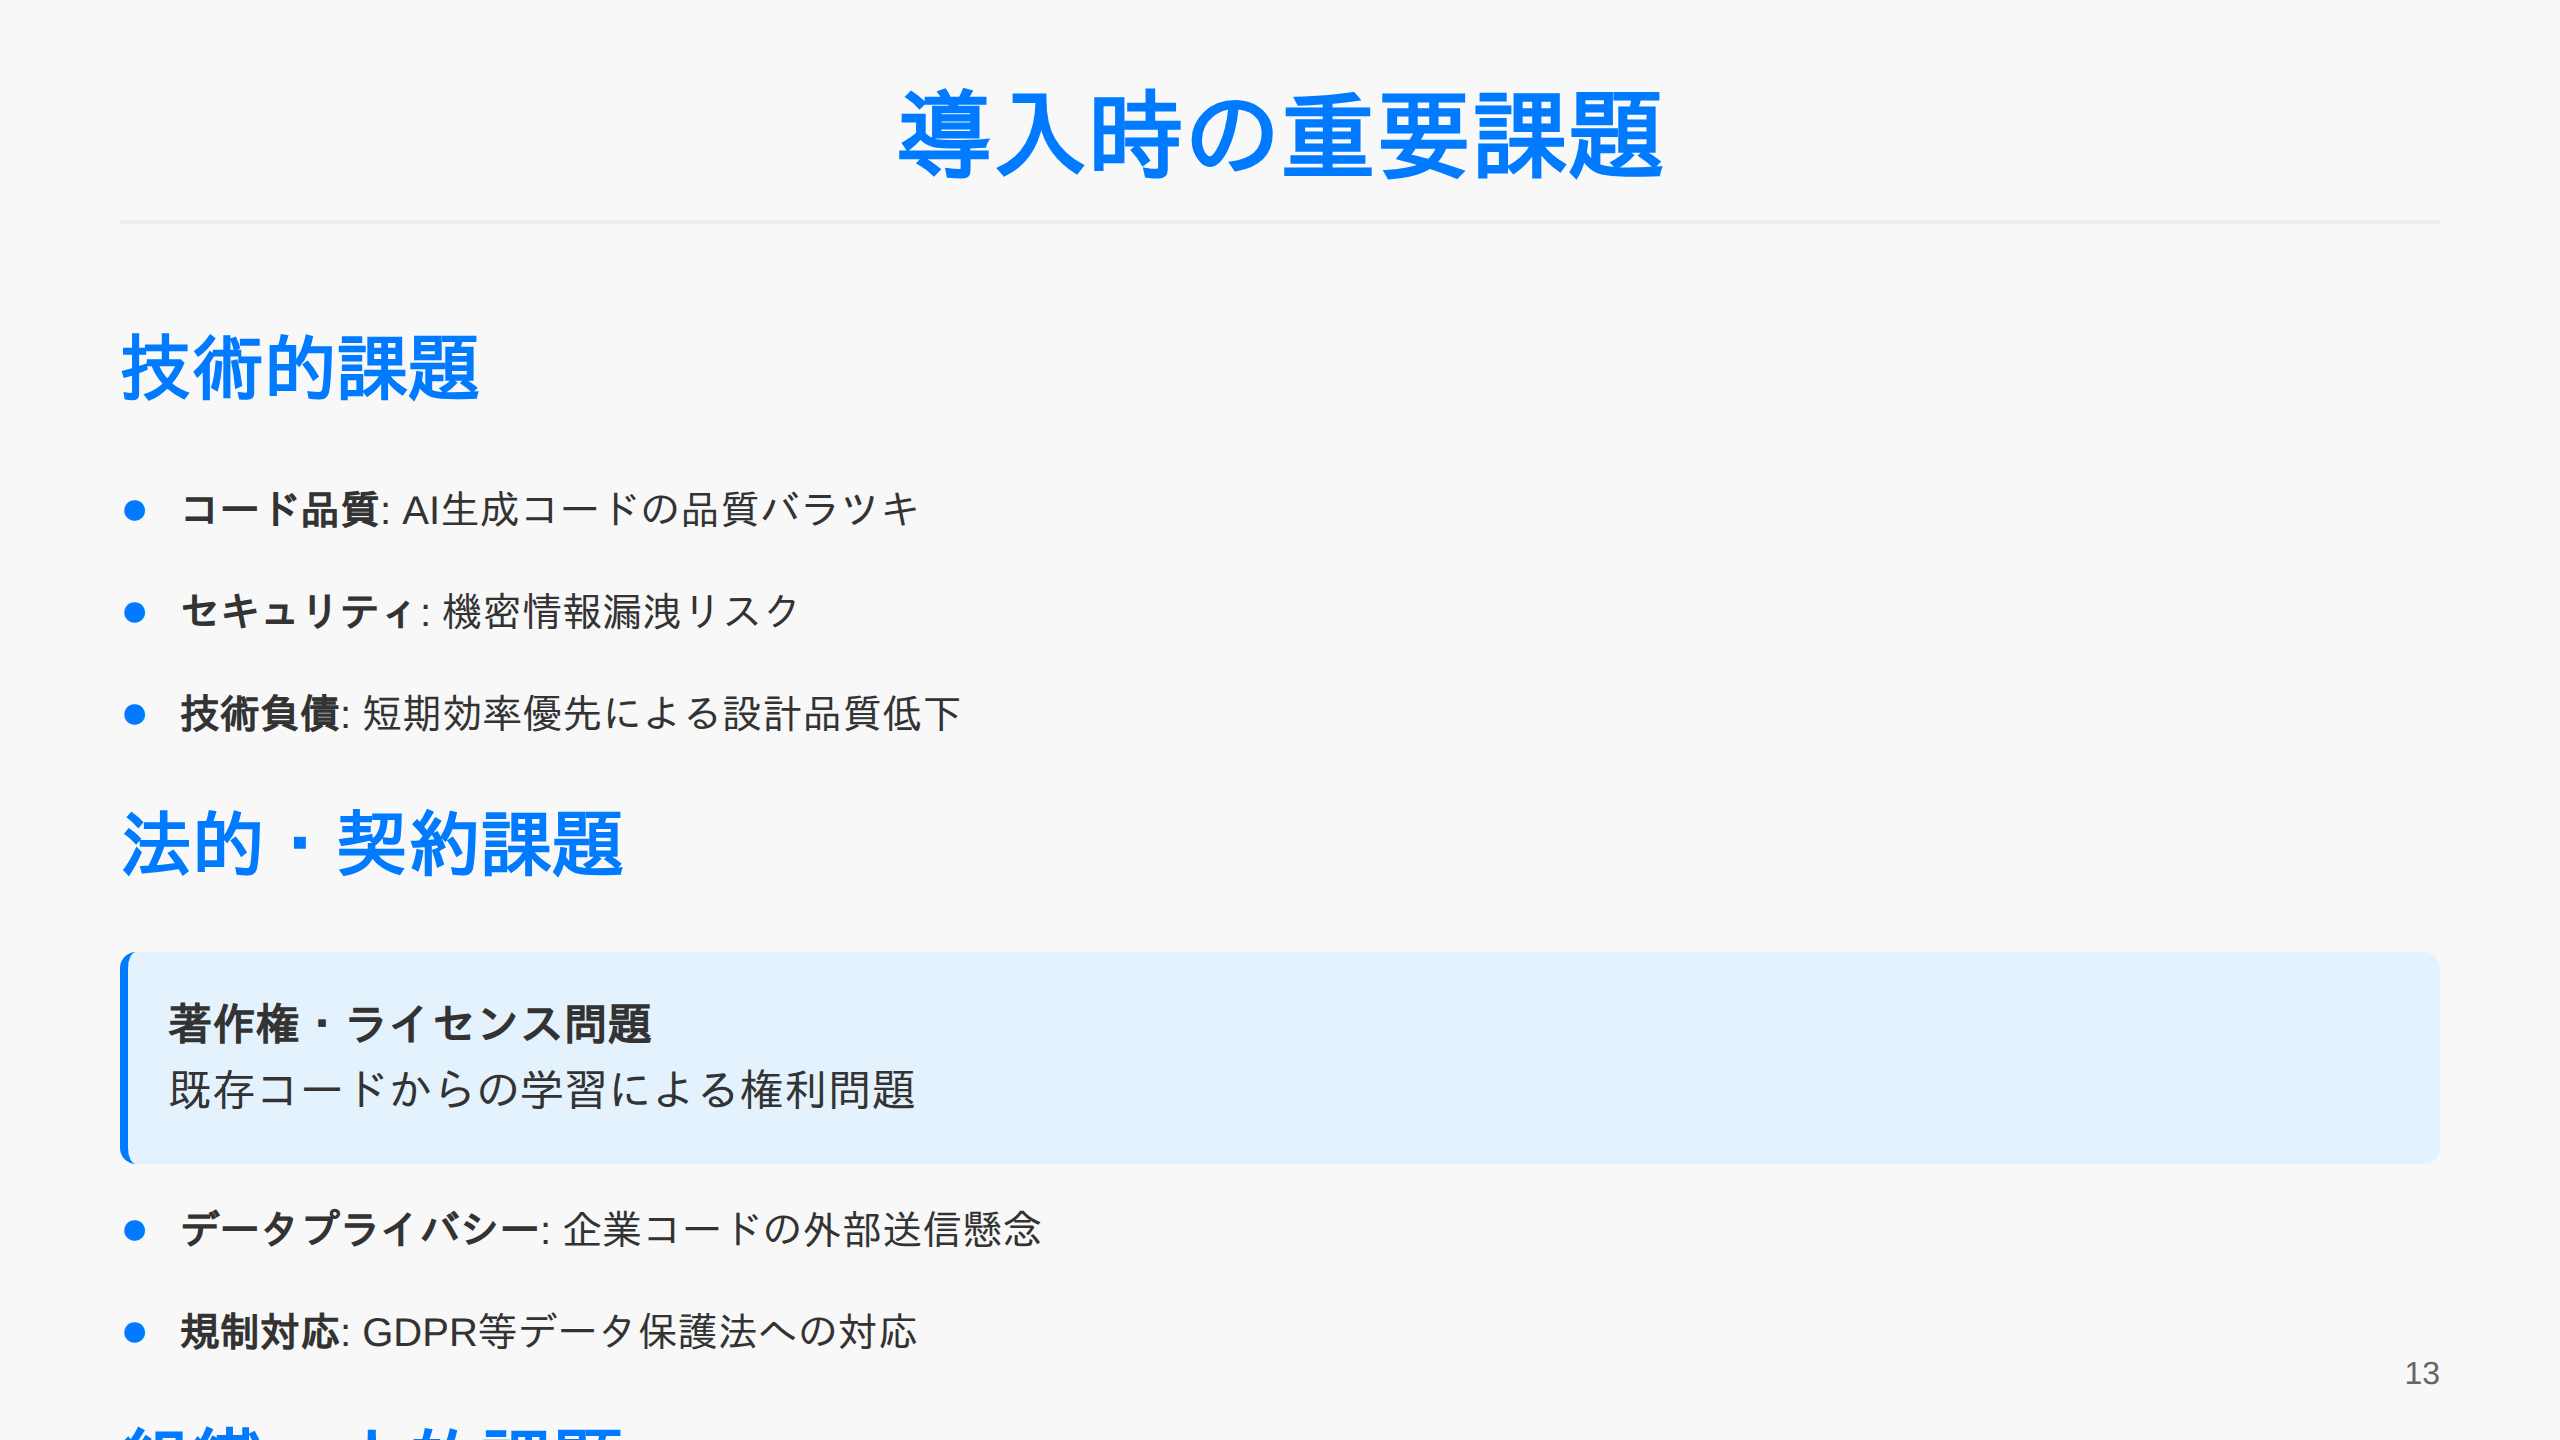 導入時の重要課題
技術的課題
● コード品質: AI生成コードの品質バラツキ
● セキュリティ: 機密情報漏洩リスク
● 技術負債: 短期効率優先による設計品質低下
法的・契約課題
著作権・ライセンス問題
既存コードからの学習による権利問題
● データプライバシー: 企業コードの外部送信懸念
● 規制対応: GDPR等データ保護法への対応
13